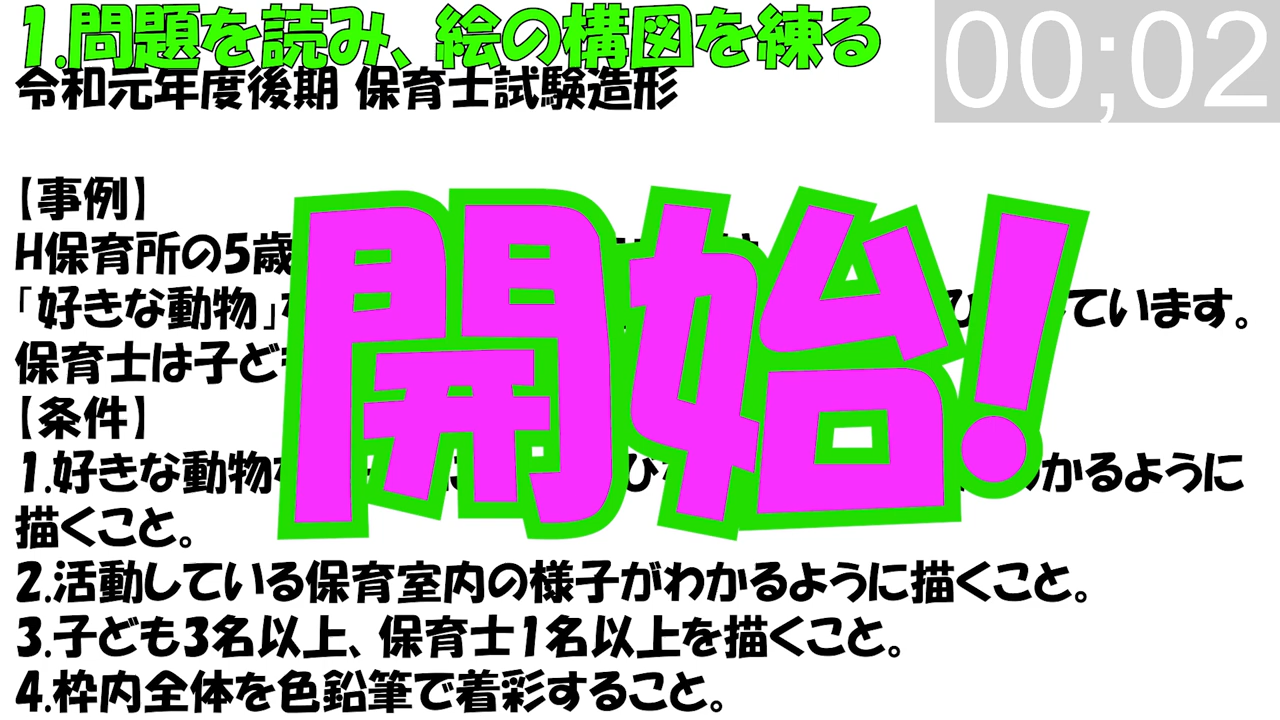 1.問題を読み、絵の構図を練る
00;02
令和元年度後期 保育士試験造形
【事例】
H保育所の5歳
「好きな動物」 ています。
保育士は子ども
開始!
【条件】
1.好きな動物 わかるように
描くこと。
2.活動している保育室内の様子がわかるように描くこと。
3.子ども3名以上、保育士1名以上を描くこと。
4.枠内全体を色鉛筆で着彩すること。